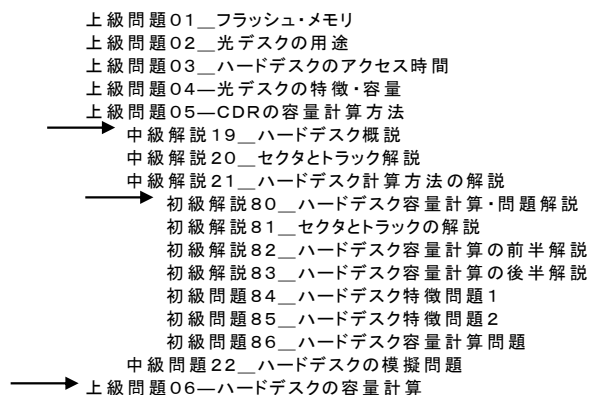 上級問題01__フラッシュ・メモリ
上級問題02__光デスクの用途
上級問題03__ハードデスクのアクセス時間
上級問題04—光デスクの特徴・容量
上級問題05—CDRの容量計算方法
中級解説19__ハードデスク概説
中級解説20__セクタとトラック解説
中級解説21__ハードデスク計算方法の解説
初級解説80__ハードデスク容量計算・問題解説
初級解説81__セクタとトラックの解説
初級解説82__ハードデスク容量計算の前半解説
初級解説83__ハードデスク容量計算の後半解説
初級問題84__ハードデスク特徴問題1
初級問題85__ハードデスク特徴問題2
初級問題86__ハードデスク容量計算問題
中級問題22__ハードデスクの模擬問題
上級問題06—ハードデスクの容量計算